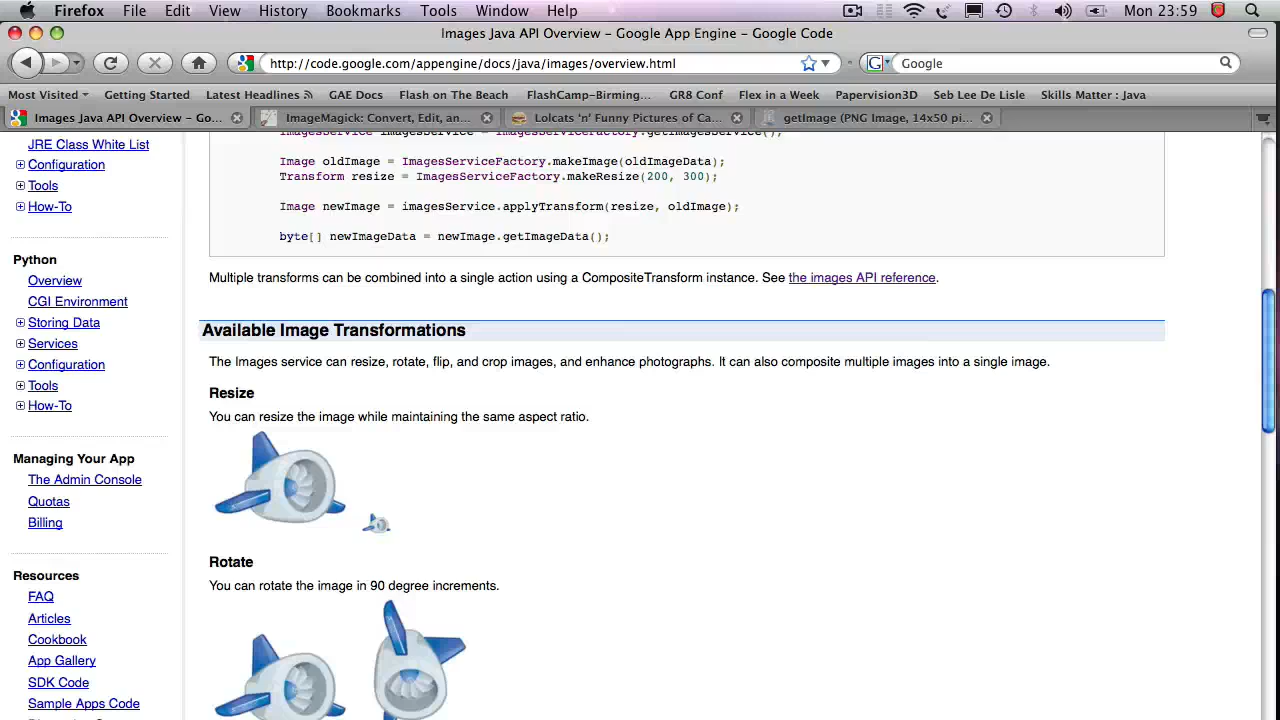 Firefox File Edit View History Bookmarks Tools Window Help Mon 23:59
Images Java API Overview - Google App Engine - Google Code
http://code.google.com/appengine/docs/java/images/overview.html Google
Most Visited Getting Started Latest Headlines GAE Docs Flash on The Beach FlashCamp-Birming... GR8 Conf Flex in a Week Papervision3D Seb Lee De Lisle Skills Matter : Java
Images Java API Overview - Go... ImageMagick: Convert, Edit, an... Lolcats 'n' Funny Pictures of Ca... getImage (PNG Image, 14x50 pi...
JRE Class White List
Configuration
Tools
How-To
Python
Overview
CGI Environment
Storing Data
Services
Configuration
Tools
How-To
Managing Your App
The Admin Console
Quotas
Billing
Resources
FAQ
Articles
Cookbook
App Gallery
SDK Code
Sample Apps Code
ImagesService imagesService = ImagesServiceFactory.getImagesService();
Image oldImage = ImagesServiceFactory.makeImage(oldImageData);
Transform resize = ImagesServiceFactory.makeResize(200, 300);
Image newImage = imagesService.applyTransform(resize, oldImage);
byte[] newImageData = newImage.getImageData();
Multiple transforms can be combined into a single action using a CompositeTransform instance. See the images API reference.
Available Image Transformations
The Images service can resize, rotate, flip, and crop images, and enhance photographs. It can also composite multiple images into a single image.
Resize
You can resize the image while maintaining the same aspect ratio.
Rotate
You can rotate the image in 90 degree increments.